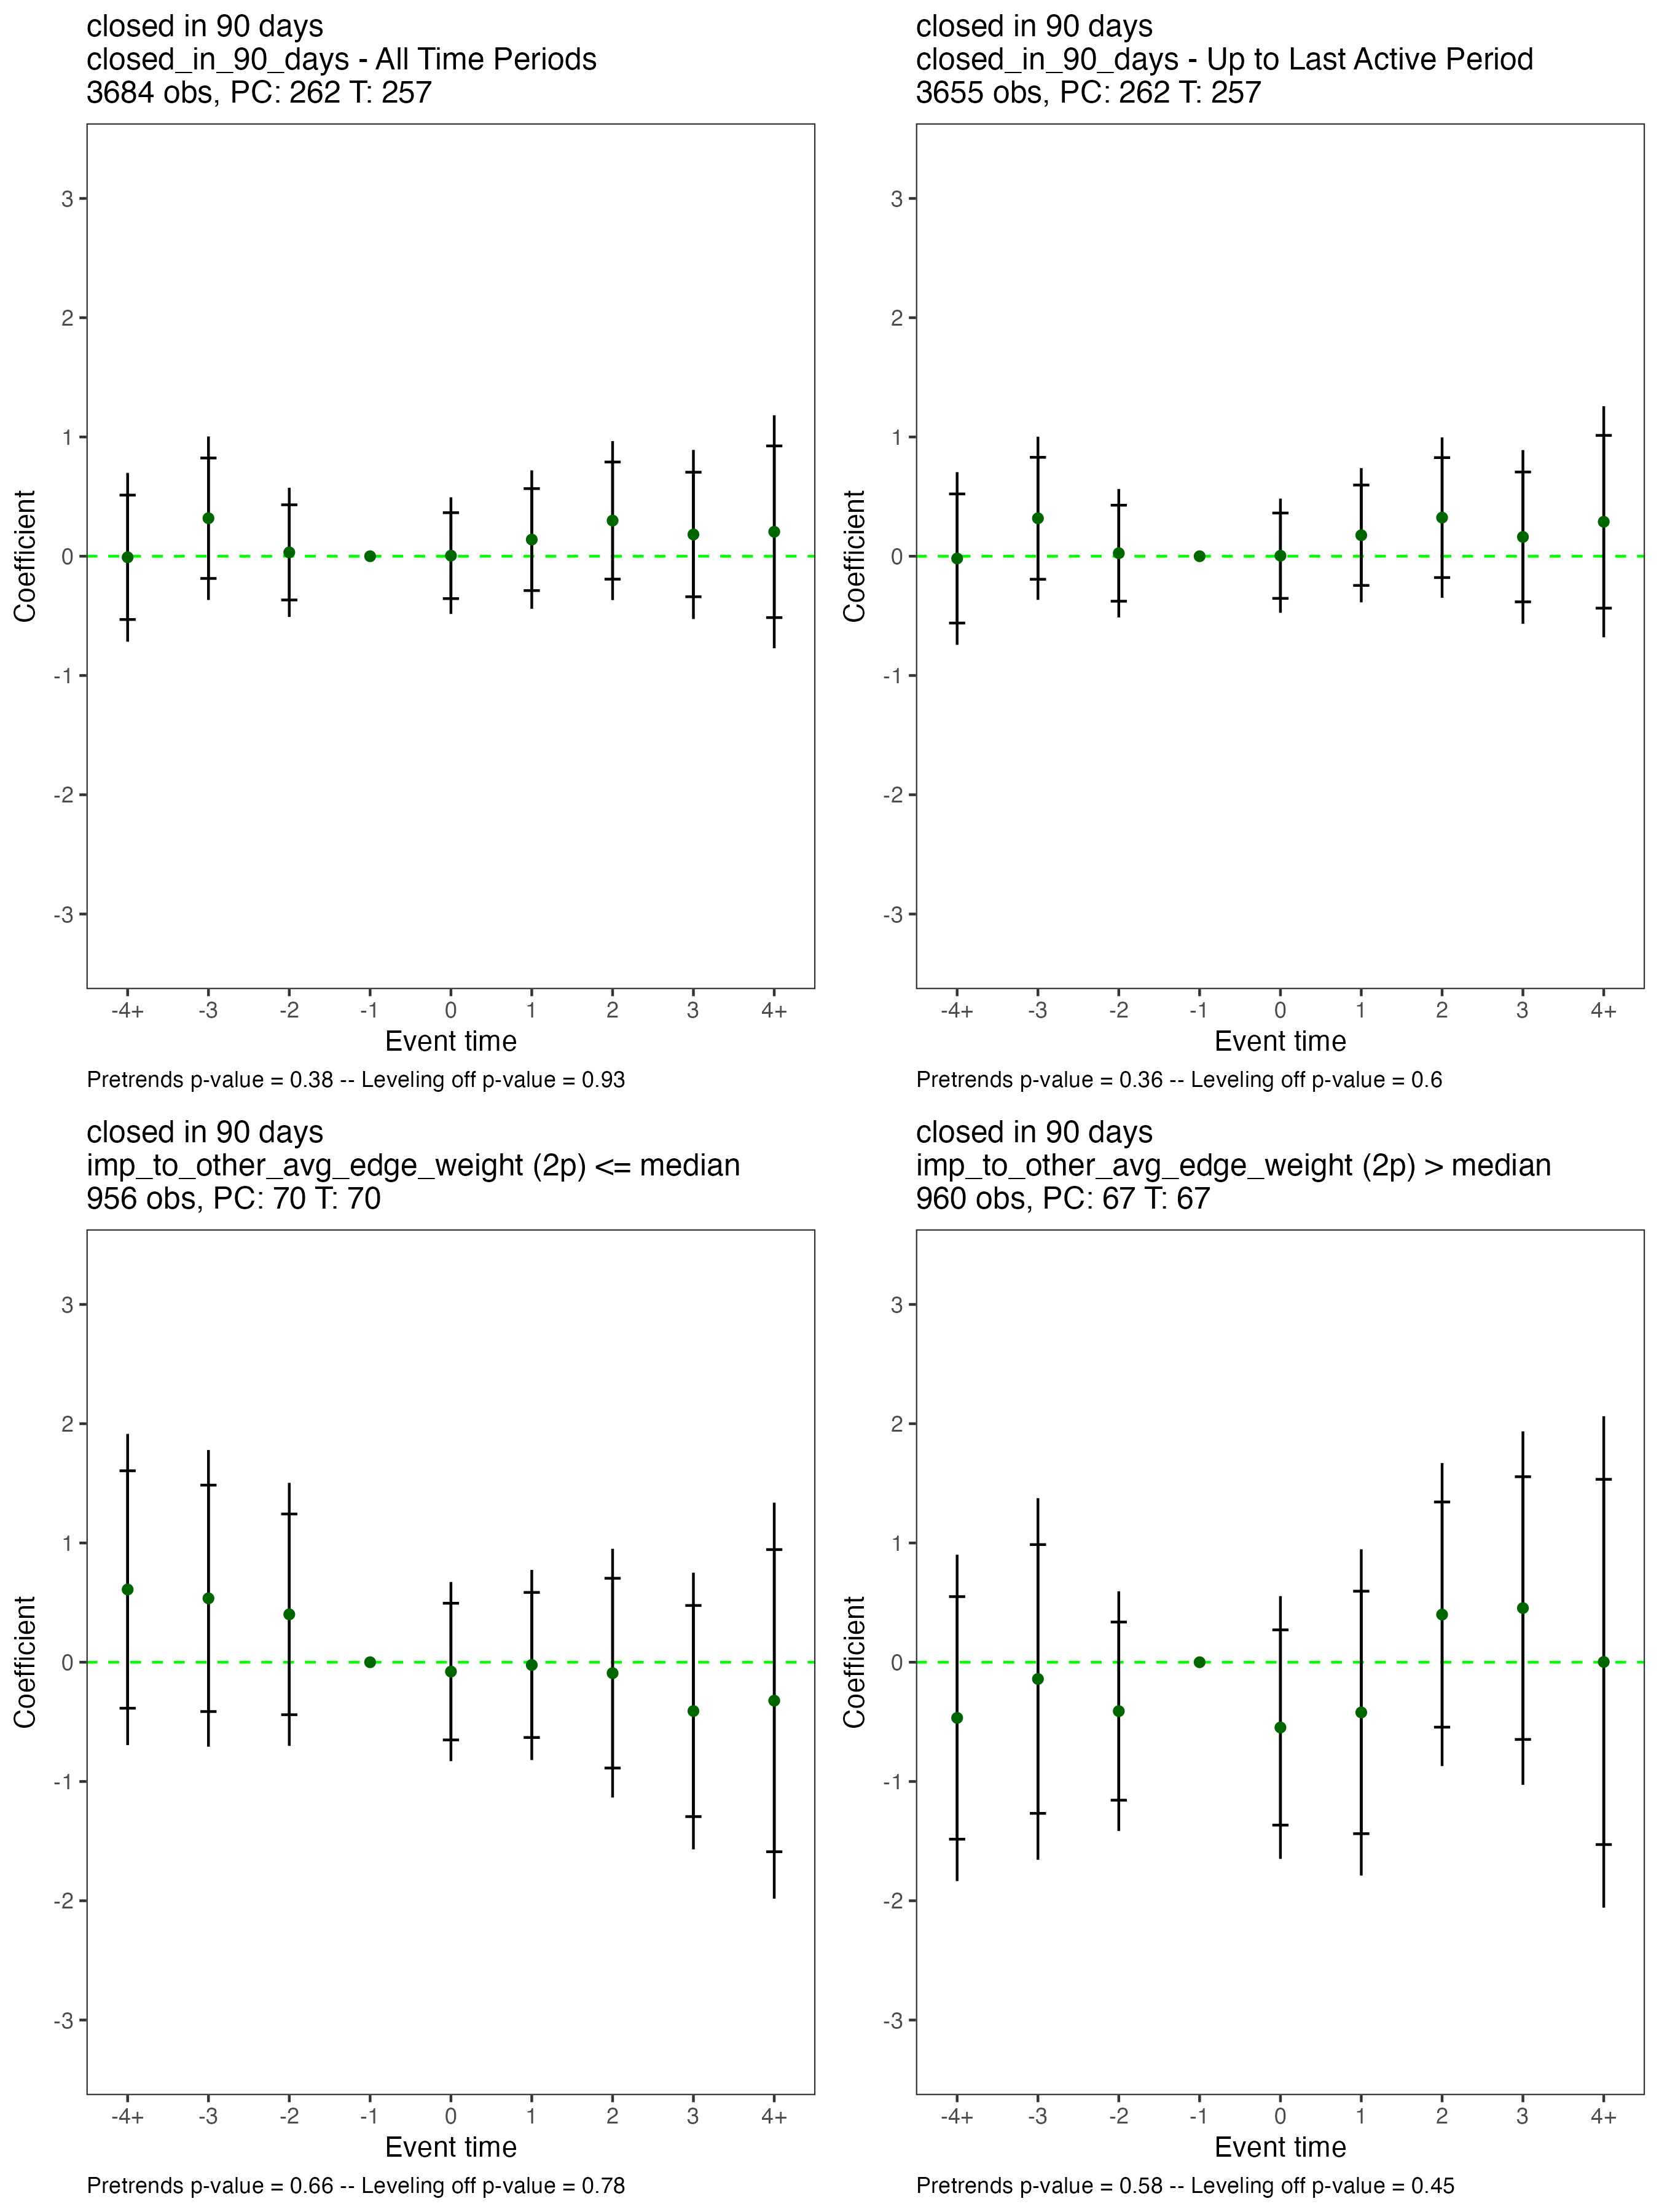 closed in 90 days
closed_in_90_days - All Time Periods
3684 obs, PC: 262 T: 257
3
2
1
0
-1
-2
-3
Coefficient
-4+ -3 -2 -1 0 1 2 3 4+
Event time
Pretrends p-value = 0.38 -- Leveling off p-value = 0.93
closed in 90 days
closed_in_90_days - Up to Last Active Period
3655 obs, PC: 262 T: 257
3
2
1
0
-1
-2
-3
Coefficient
-4+ -3 -2 -1 0 1 2 3 4+
Event time
Pretrends p-value = 0.36 -- Leveling off p-value = 0.6
closed in 90 days
imp_to_other_avg_edge_weight (2p) <= median
956 obs, PC: 70 T: 70
3
2
1
0
-1
-2
-3
Coefficient
-4+ -3 -2 -1 0 1 2 3 4+
Event time
Pretrends p-value = 0.66 -- Leveling off p-value = 0.78
closed in 90 days
imp_to_other_avg_edge_weight (2p) > median
960 obs, PC: 67 T: 67
3
2
1
0
-1
-2
-3
Coefficient
-4+ -3 -2 -1 0 1 2 3 4+
Event time
Pretrends p-value = 0.58 -- Leveling off p-value = 0.45